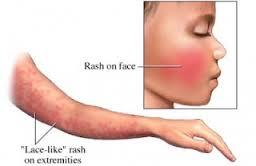 Rash on face
"Lace-like" rash
on extremities